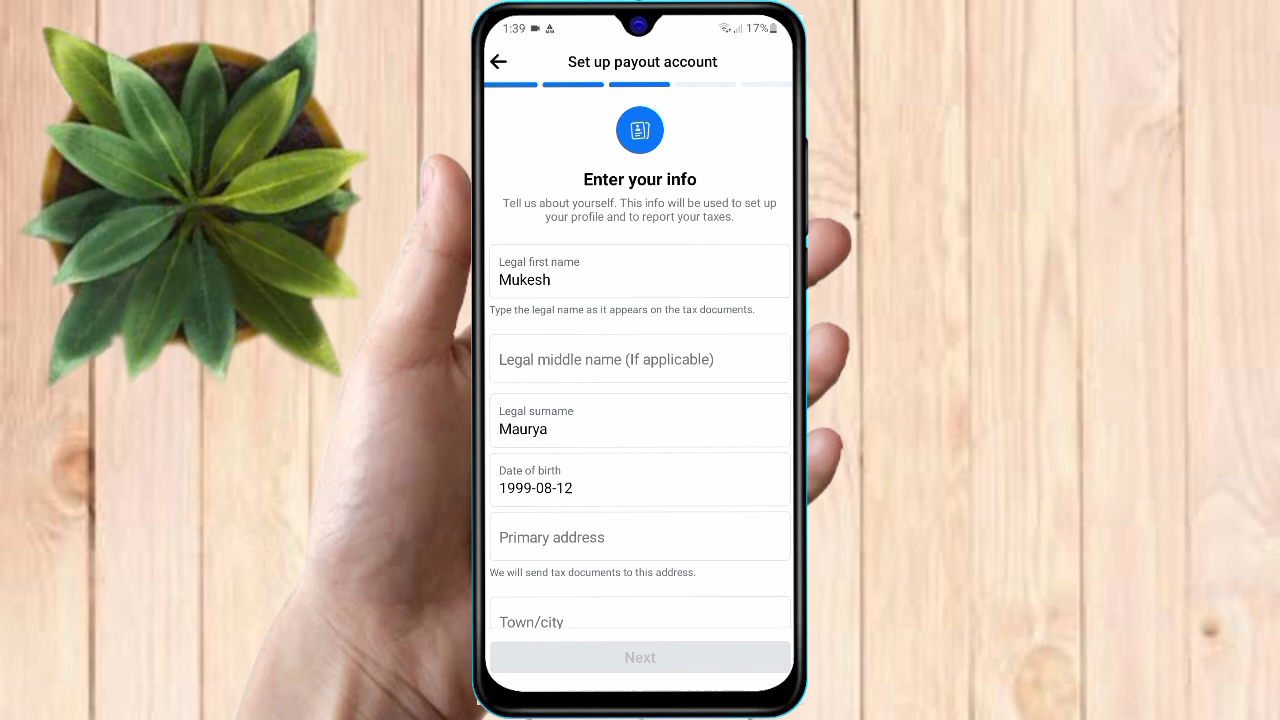 1:39
17%
Set up payout account
Enter your info
Tell us about yourself. This info will be used to set up
your profile and to report your taxes.
Legal first name
Mukesh
Type the legal name as it appears on the tax documents.
Legal middle name (If applicable)
Legal surname
Maurya
Date of birth
1999-08-12
Primary address
We will send tax documents to this address.
Town/city
Next